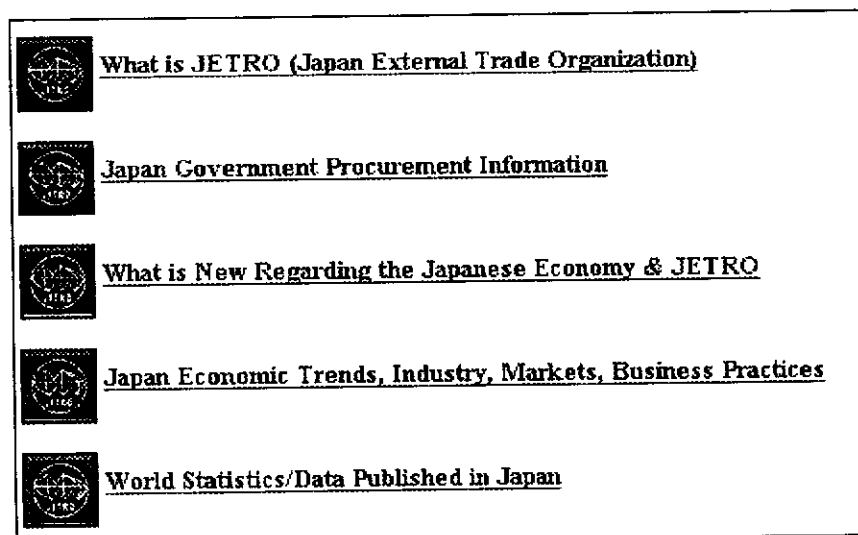 What is JETRO (Japan External Trade Organization)
Japan Government Procurement Information
What is New Regarding the Japanese Economy & JETRO
Japan Economic Trends, Industry, Markets, Business Practices
World Statistics/Data Published in Japan